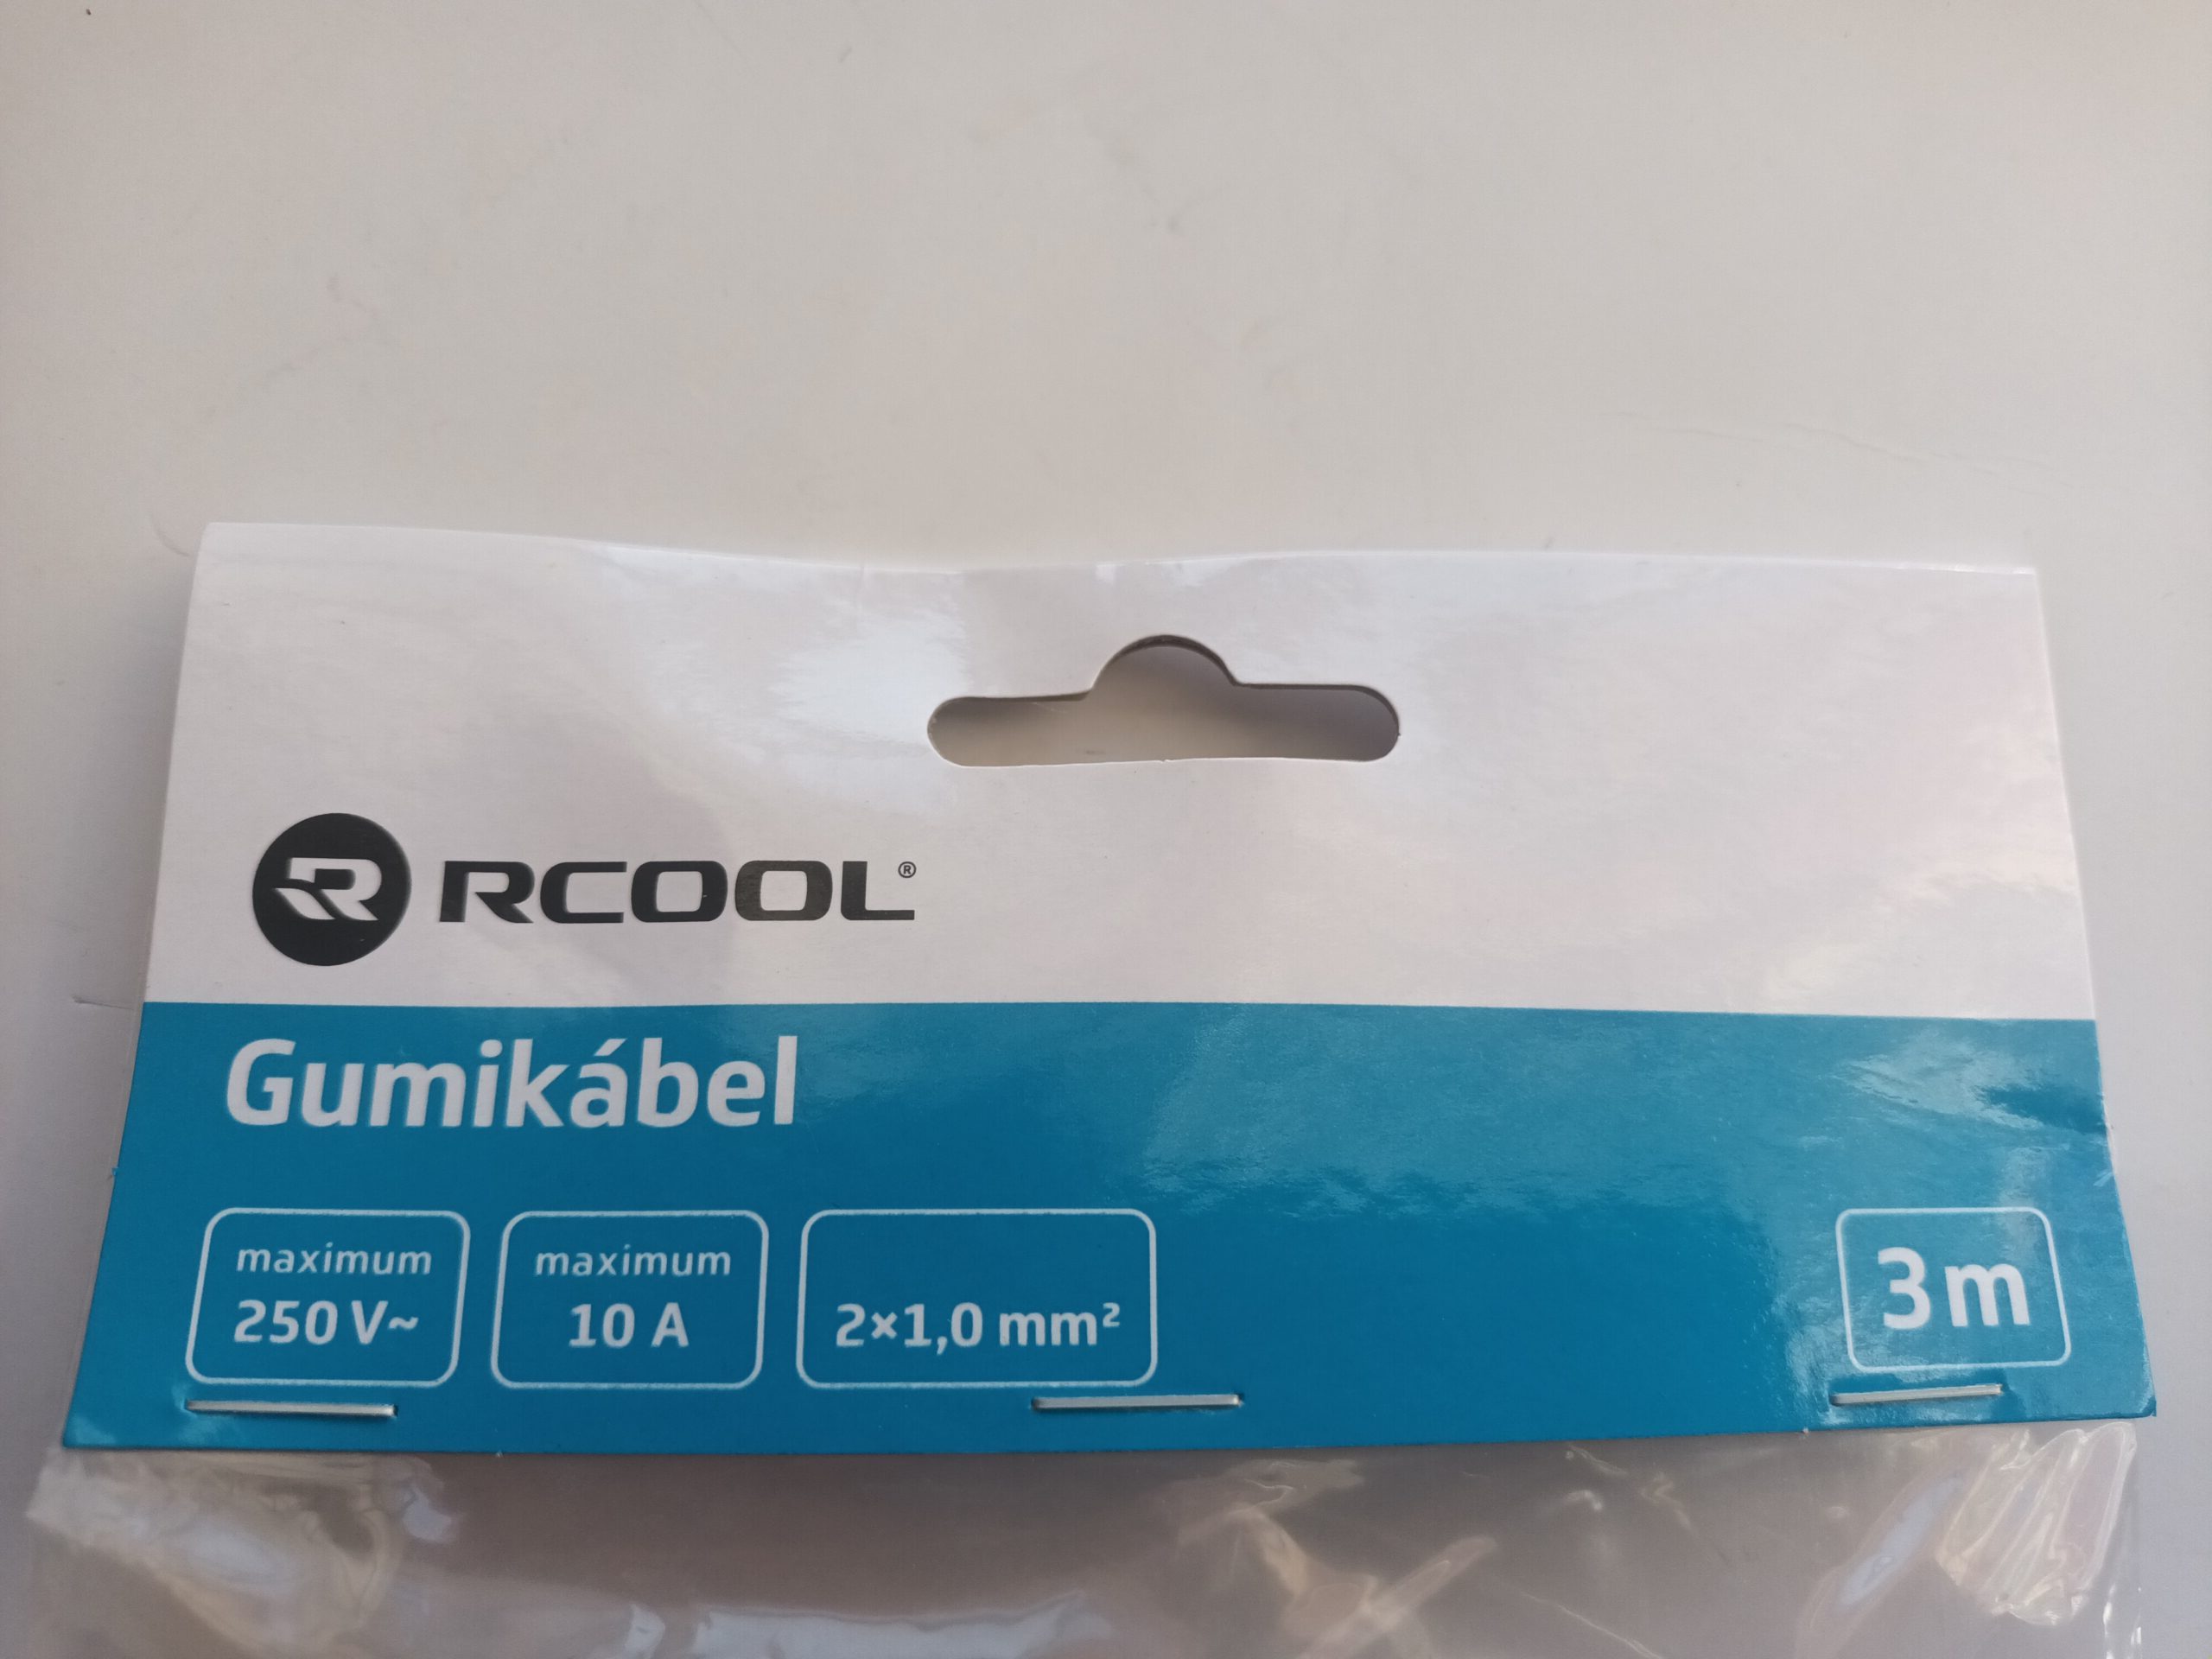 RCOOL®
Gumikábel
maximum
250 V~
maximum
10 A
2×1,0 mm²
3 m